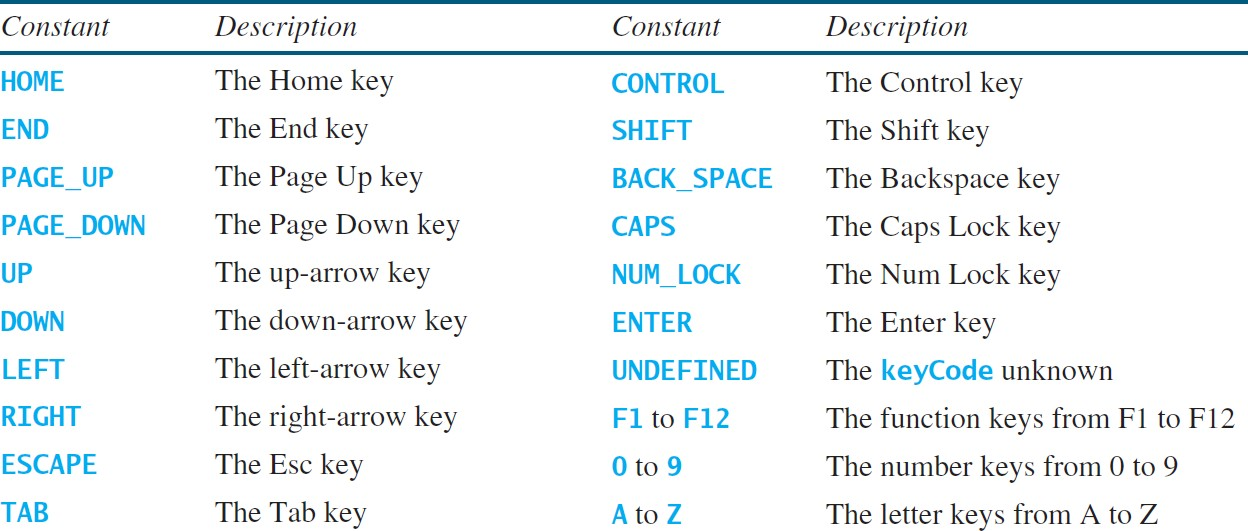 Constant Description Constant Description
HOME The Home key CONTROL The Control key
END The End key SHIFT The Shift key
PAGE_UP The Page Up key BACK_SPACE The Backspace key
PAGE_DOWN The Page Down key CAPS The Caps Lock key
UP The up-arrow key NUM_LOCK The Num Lock key
DOWN The down-arrow key ENTER The Enter key
LEFT The left-arrow key UNDEFINED The keyCode unknown
RIGHT The right-arrow key F1 to F12 The function keys from F1 to F12
ESCAPE The Esc key 0 to 9 The number keys from 0 to 9
TAB The Tab key A to Z The letter keys from A to Z